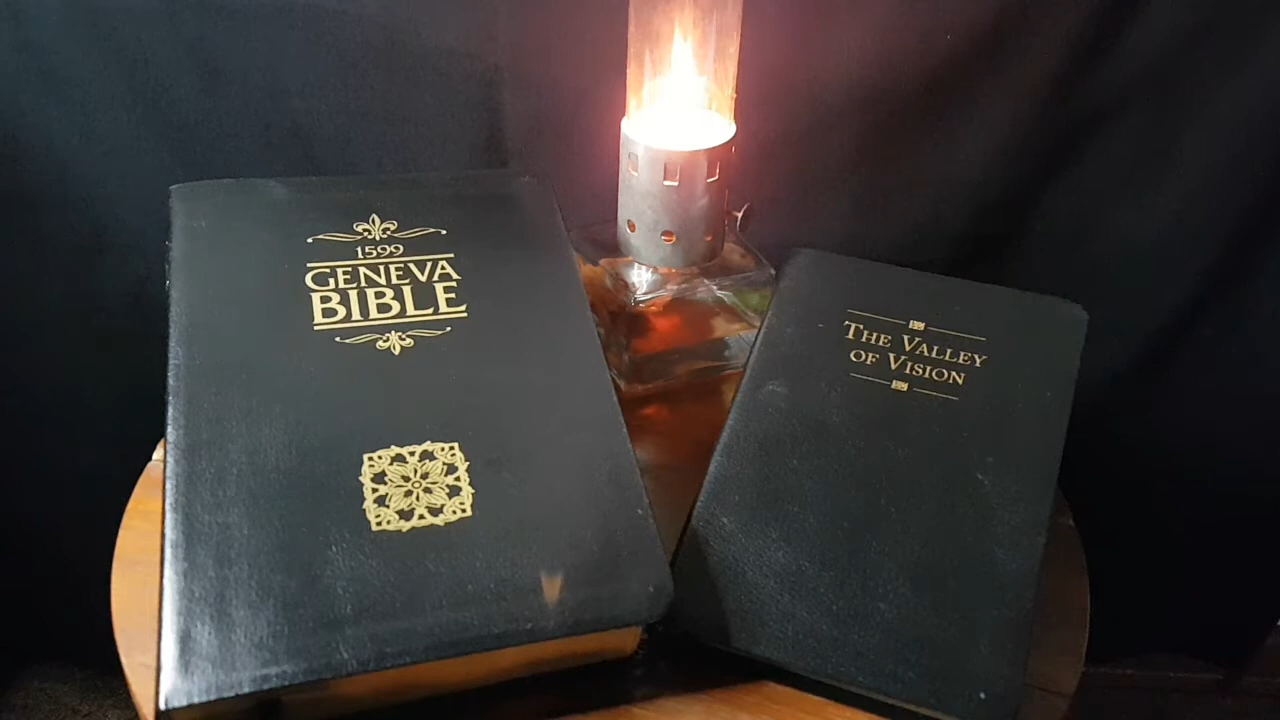 1599
GENEVA
BIBLE
THE VALLEY
OF VISION